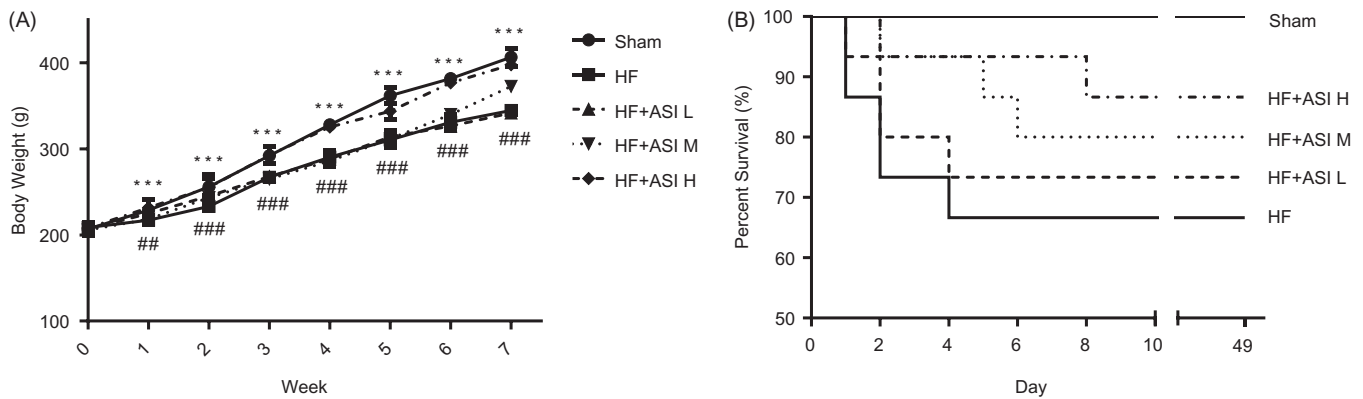 (A)
Body Weight (g)
400
300
200
100
***
***
***
***
***
***
***
##
###
###
###
###
###
###
0
1
2
3
4
5
6
7
Week
Sham
HF
HF+ASI L
HF+ASI M
HF+ASI H
(B)
Percent Survival (%)
100
90
80
70
60
50
0
2
4
6
8
10
49
Day
Sham
HF+ASI H
HF+ASI M
HF+ASI L
HF